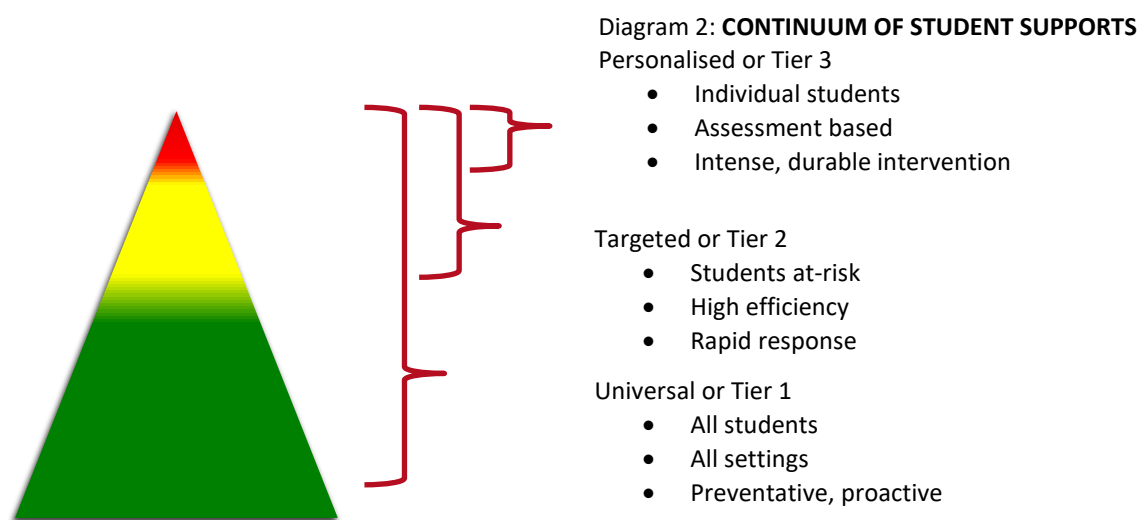 Diagram 2: CONTINUUM OF STUDENT SUPPORTS
Personalised or Tier 3
• Individual students
• Assessment based
• Intense, durable intervention
Targeted or Tier 2
• Students at-risk
• High efficiency
• Rapid response
Universal or Tier 1
• All students
• All settings
• Preventative, proactive